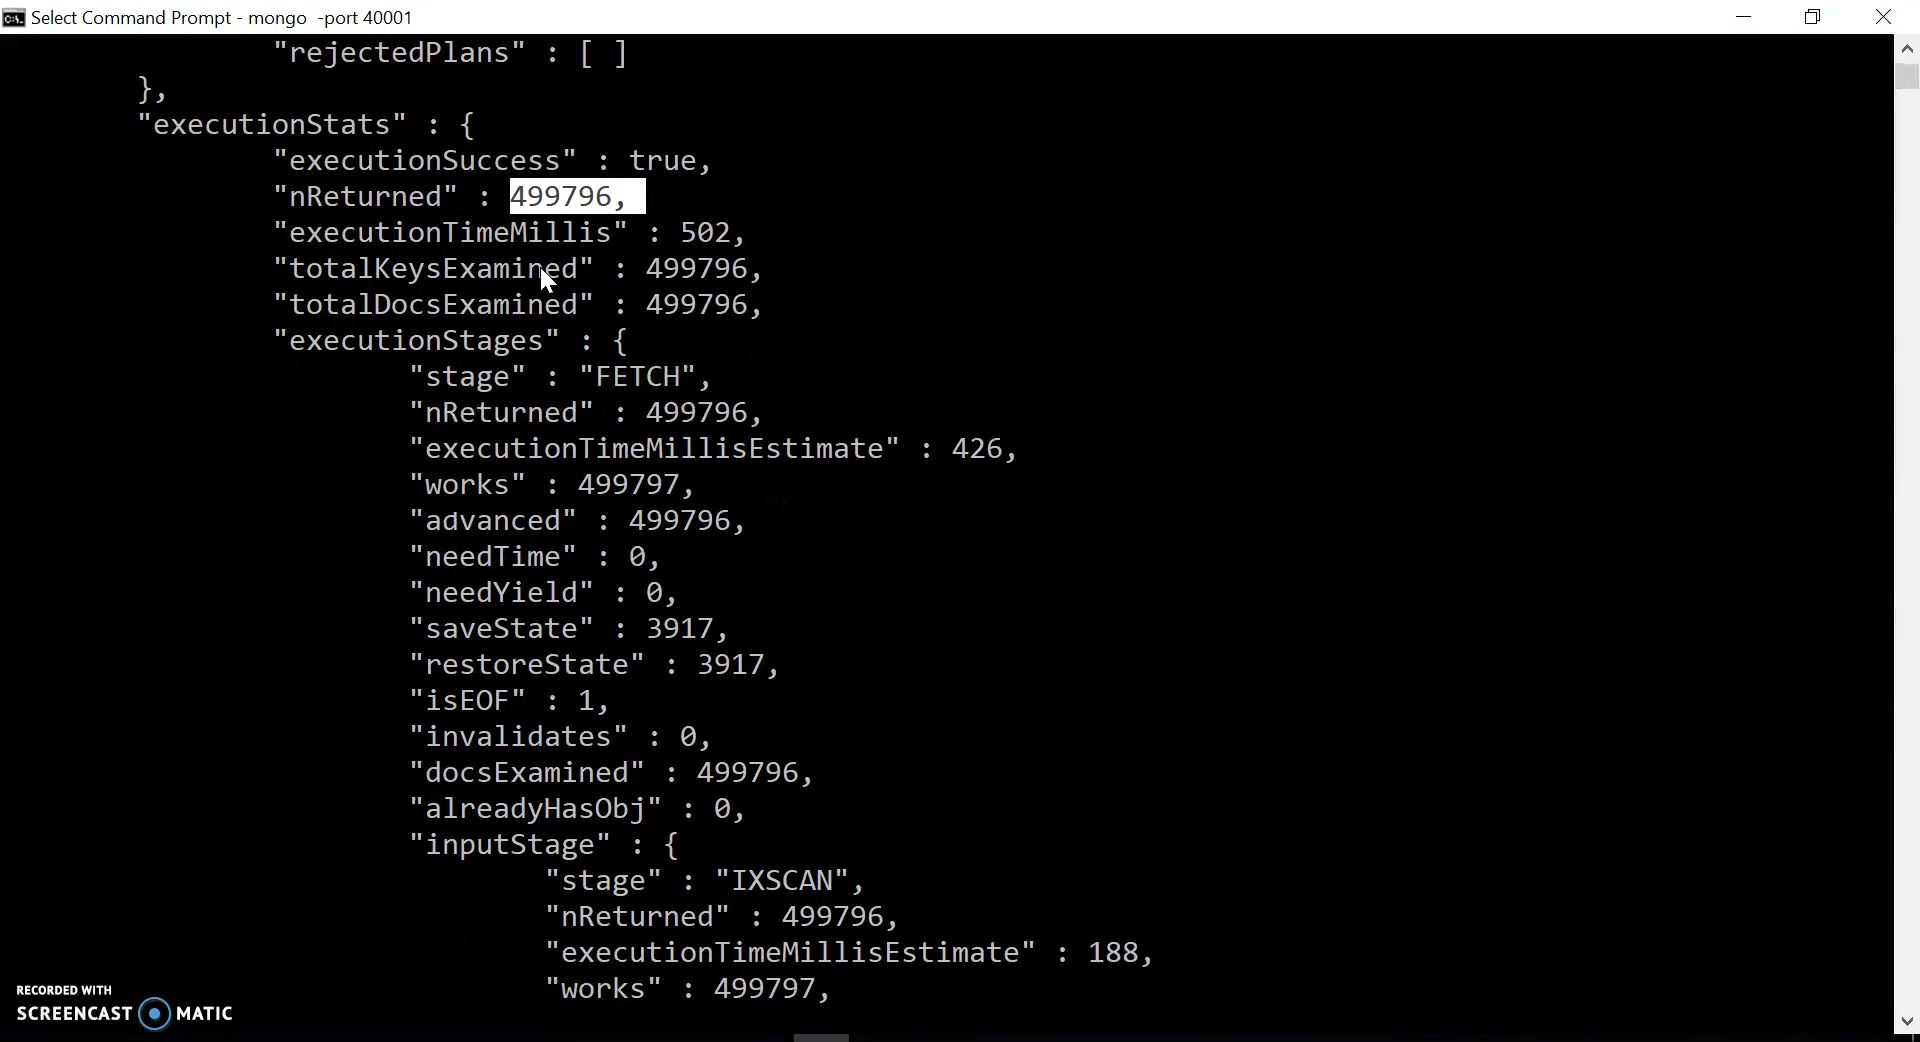 Select Command Prompt - mongo  -port 40001
"rejectedPlans" : [ ]
},
"executionStats" : {
"executionSuccess" : true,
"nReturned" : 499796,
"executionTimeMillis" : 502,
"totalKeysExamined" : 499796,
"totalDocsExamined" : 499796,
"executionStages" : {
"stage" : "FETCH",
"nReturned" : 499796,
"executionTimeMillisEstimate" : 426,
"works" : 499797,
"advanced" : 499796,
"needTime" : 0,
"needYield" : 0,
"saveState" : 3917,
"restoreState" : 3917,
"isEOF" : 1,
"invalidates" : 0,
"docsExamined" : 499796,
"alreadyHasObj" : 0,
"inputStage" : {
"stage" : "IXSCAN",
"nReturned" : 499796,
"executionTimeMillisEstimate" : 188,
"works" : 499797,
RECORDED WITH
SCREENCAST MATIC